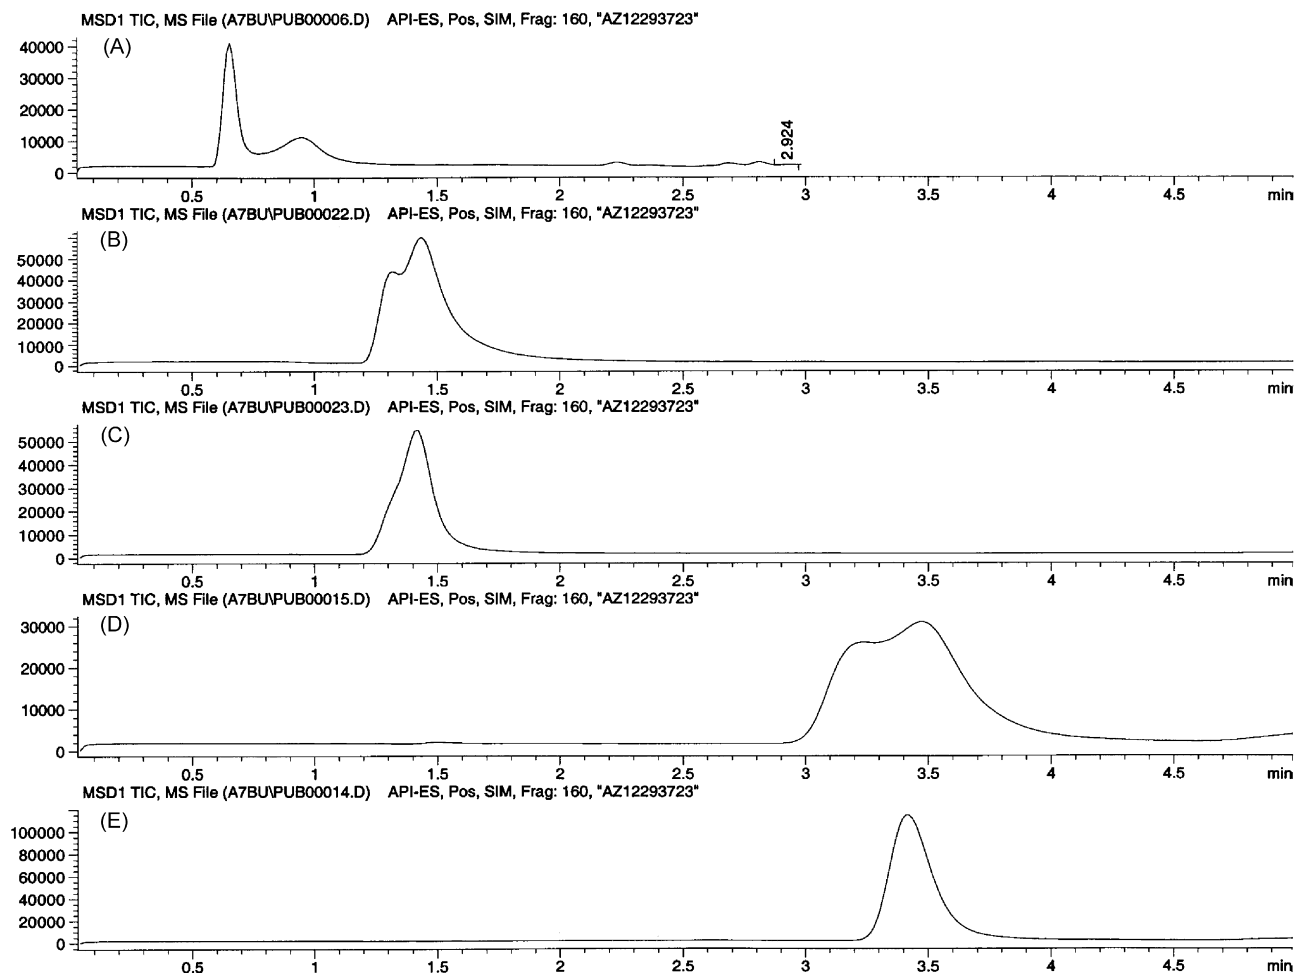 MSD1 TIC, MS File (A7BU\PUB00006.D) API-ES, Pos, SIM, Frag: 160, "AZ12293723"
(A)
40000
30000
20000
10000
0
2.924
0.5 1 1.5 2 2.5 3 3.5 4 4.5 min
MSD1 TIC, MS File (A7BU\PUB00022.D) API-ES, Pos, SIM, Frag: 160, "AZ12293723"
(B)
50000
40000
30000
20000
10000
0
0.5 1 1.5 2 2.5 3 3.5 4 4.5 min
MSD1 TIC, MS File (A7BU\PUB00023.D) API-ES, Pos, SIM, Frag: 160, "AZ12293723"
(C)
50000
40000
30000
20000
10000
0
0.5 1 1.5 2 2.5 3 3.5 4 4.5 min
MSD1 TIC, MS File (A7BU\PUB00015.D) API-ES, Pos, SIM, Frag: 160, "AZ12293723"
(D)
30000
20000
10000
0
0.5 1 1.5 2 2.5 3 3.5 4 4.5 min
MSD1 TIC, MS File (A7BU\PUB00014.D) API-ES, Pos, SIM, Frag: 160, "AZ12293723"
(E)
100000
80000
60000
40000
20000
0
0.5 1 1.5 2 2.5 3 3.5 4 4.5 min